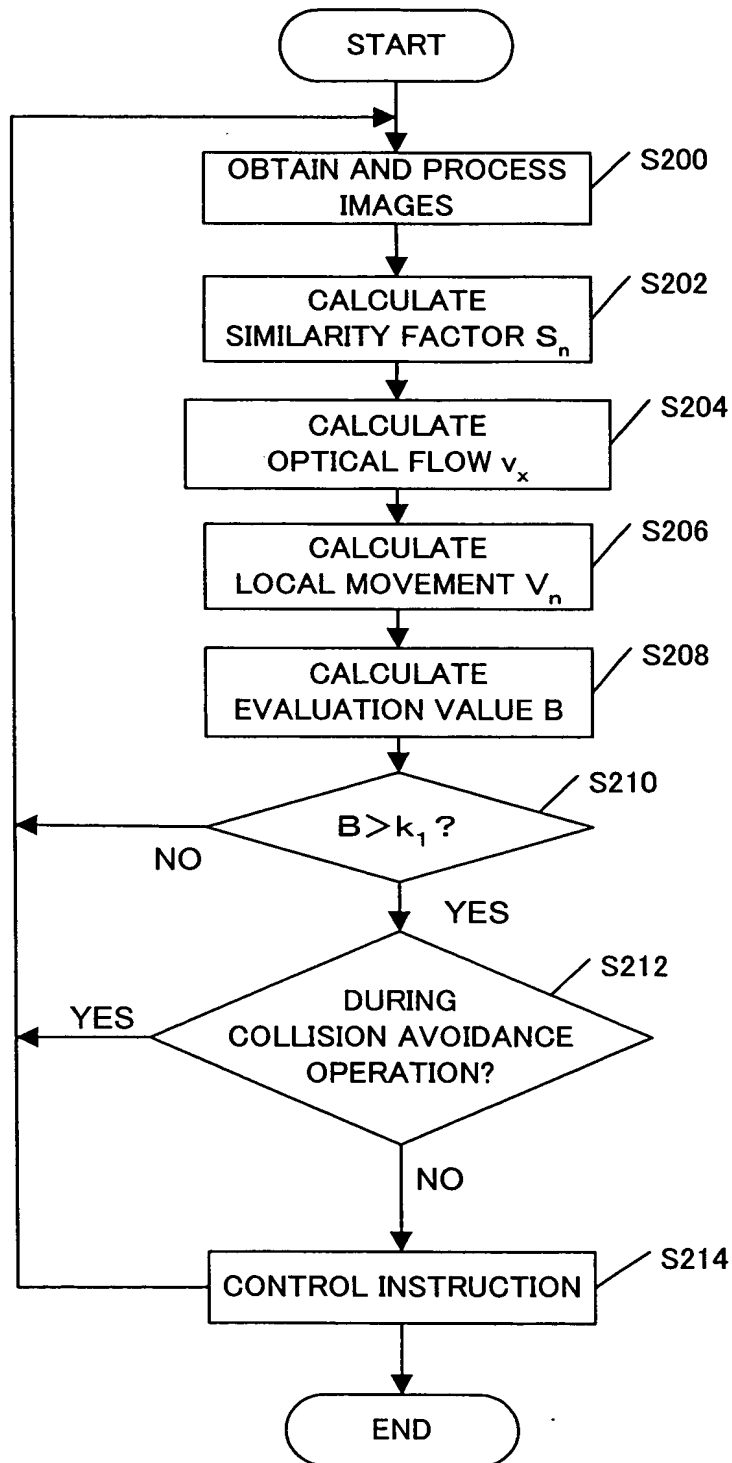 START
OBTAIN AND PROCESS
IMAGES
S200
CALCULATE
SIMILARITY FACTOR Sₙ
S202
CALCULATE
OPTICAL FLOW vₓ
S204
CALCULATE
LOCAL MOVEMENT Vₙ
S206
CALCULATE
EVALUATION VALUE B
S208
B>k₁?
S210
NO
YES
DURING
COLLISION AVOIDANCE
OPERATION?
S212
YES
NO
CONTROL INSTRUCTION
S214
END